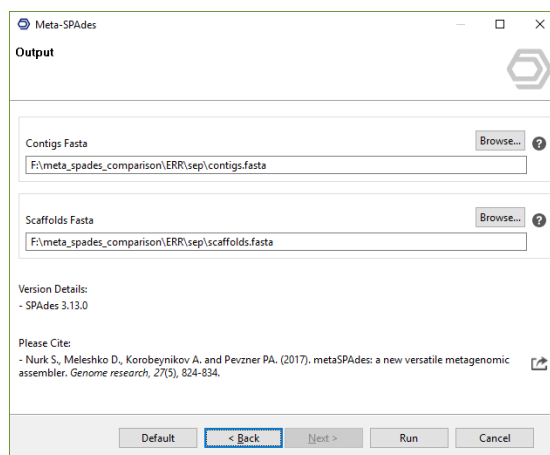 Meta-SPAdes
Output
Contigs Fasta
Browse...
F:\meta_spades_comparison\ERR\sep\contigs.fasta
Scaffolds Fasta
Browse...
F:\meta_spades_comparison\ERR\sep\scaffolds.fasta
Version Details:
- SPAdes 3.13.0
Please Cite:
- Nurk S., Meleshko D., Korobeynikov A. and Pevzner PA. (2017). metaSPAdes: a new versatile metagenomic
assembler. Genome research, 27(5), 824-834.
Default < Back Next > Run Cancel